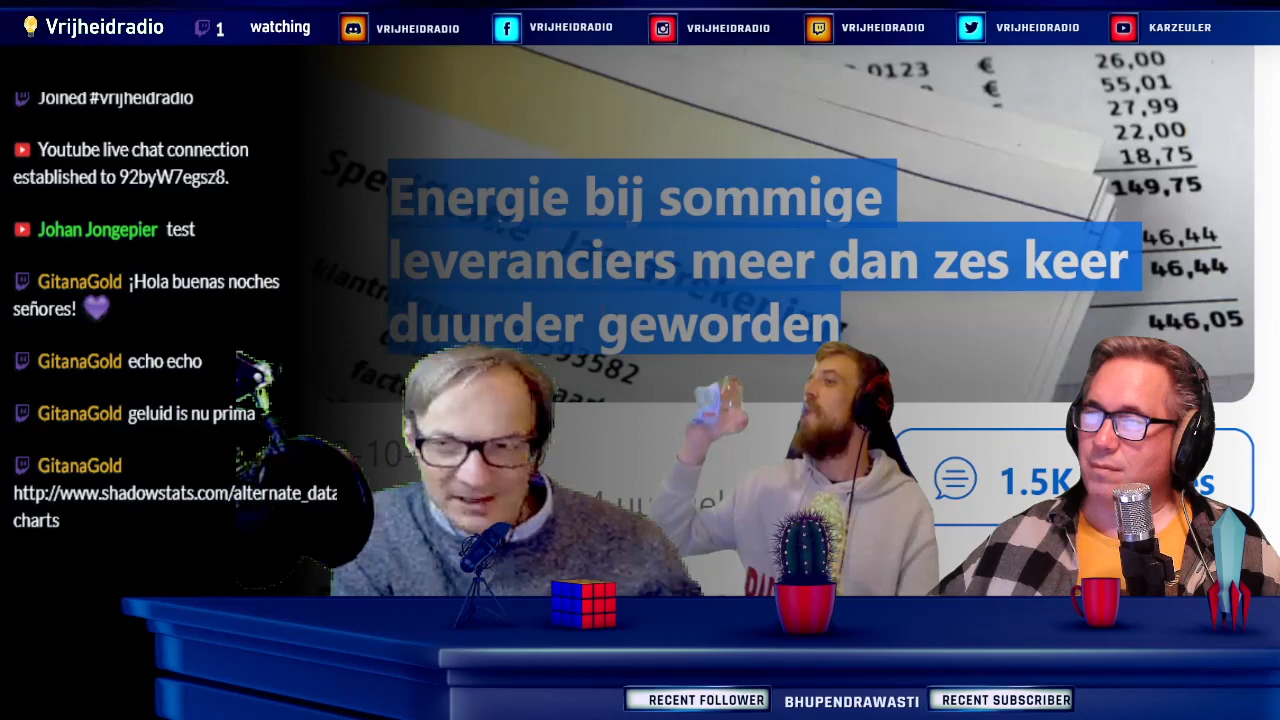 Vrijheidradio
1
watching
VRIJHEIDRADIO
VRIJHEIDRADIO
VRIJHEIDRADIO
VRIJHEIDRADIO
VRIJHEIDRADIO
KARZEULER
Joined #vrijheidradio
Youtube live chat connection
established to 92byW7egsz8.
Johan Jongepier test
GitanaGold ¡Hola buenas noches
señores!
GitanaGold echo echo
GitanaGold geluid is nu prima
GitanaGold
http://www.shadowstats.com/alternate_data
charts
0123 € 26,00
€ 55,01
27,99
22,00
18,75
149,75
46,44
46,44
446,05
Energie bij sommige
leveranciers meer dan zes keer
duurder geworden
1.5K
RECENT FOLLOWER
BHUPENDRAWASTI
RECENT SUBSCRIBER